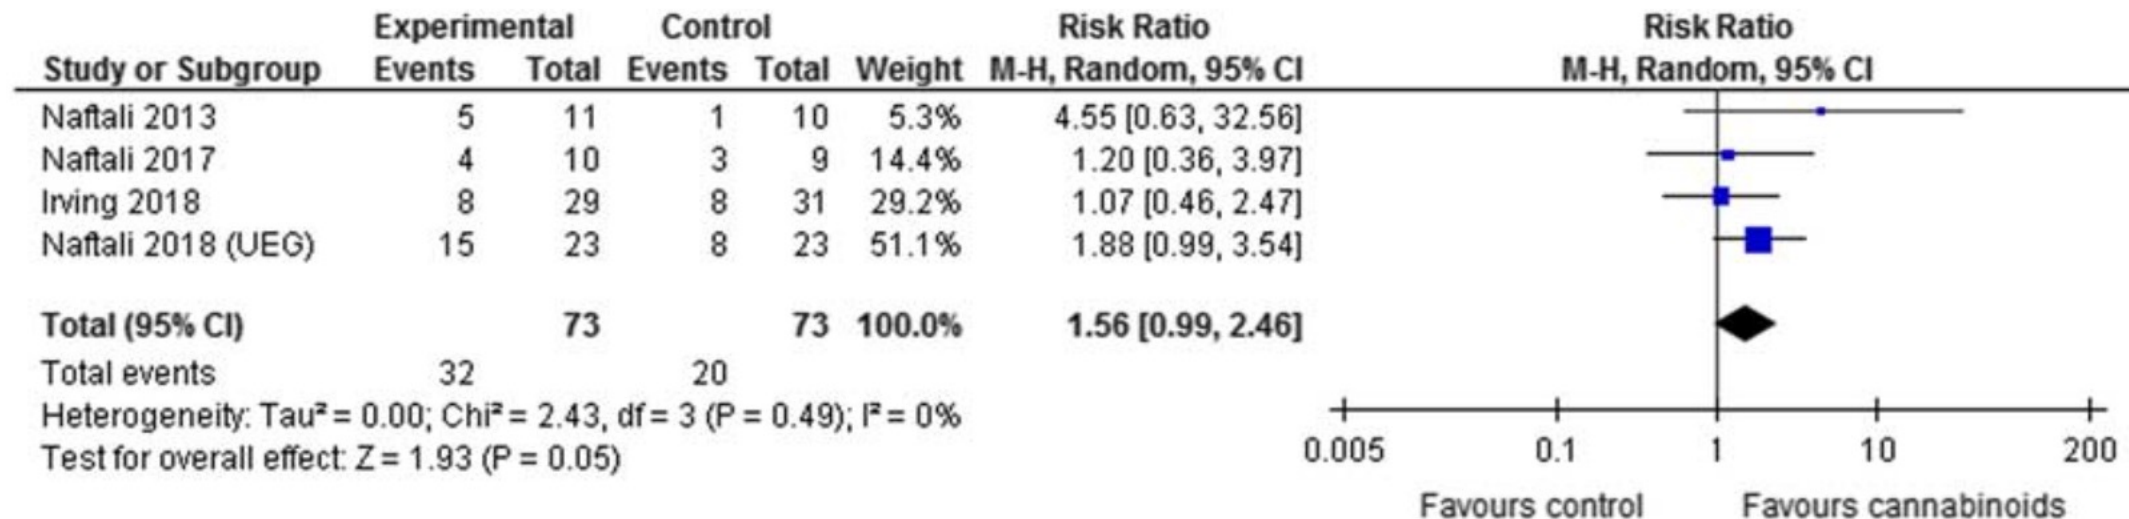 Experimental Control Risk Ratio Risk Ratio
Study or Subgroup Events Total Events Total Weight M-H, Random, 95% CI M-H, Random, 95% CI
Naftali 2013 5 11 1 10 5.3% 4.55 [0.63, 32.56]
Naftali 2017 4 10 3 9 14.4% 1.20 [0.36, 3.97]
Irving 2018 8 29 8 31 29.2% 1.07 [0.46, 2.47]
Naftali 2018 (UEG) 15 23 8 23 51.1% 1.88 [0.99, 3.54]
Total (95% CI) 73 73 100.0% 1.56 [0.99, 2.46]
Total events 32 20
Heterogeneity: Tau² = 0.00; Chi² = 2.43, df = 3 (P = 0.49); I² = 0%
Test for overall effect: Z = 1.93 (P = 0.05)
0.005 0.1 1 10 200
Favours control Favours cannabinoids